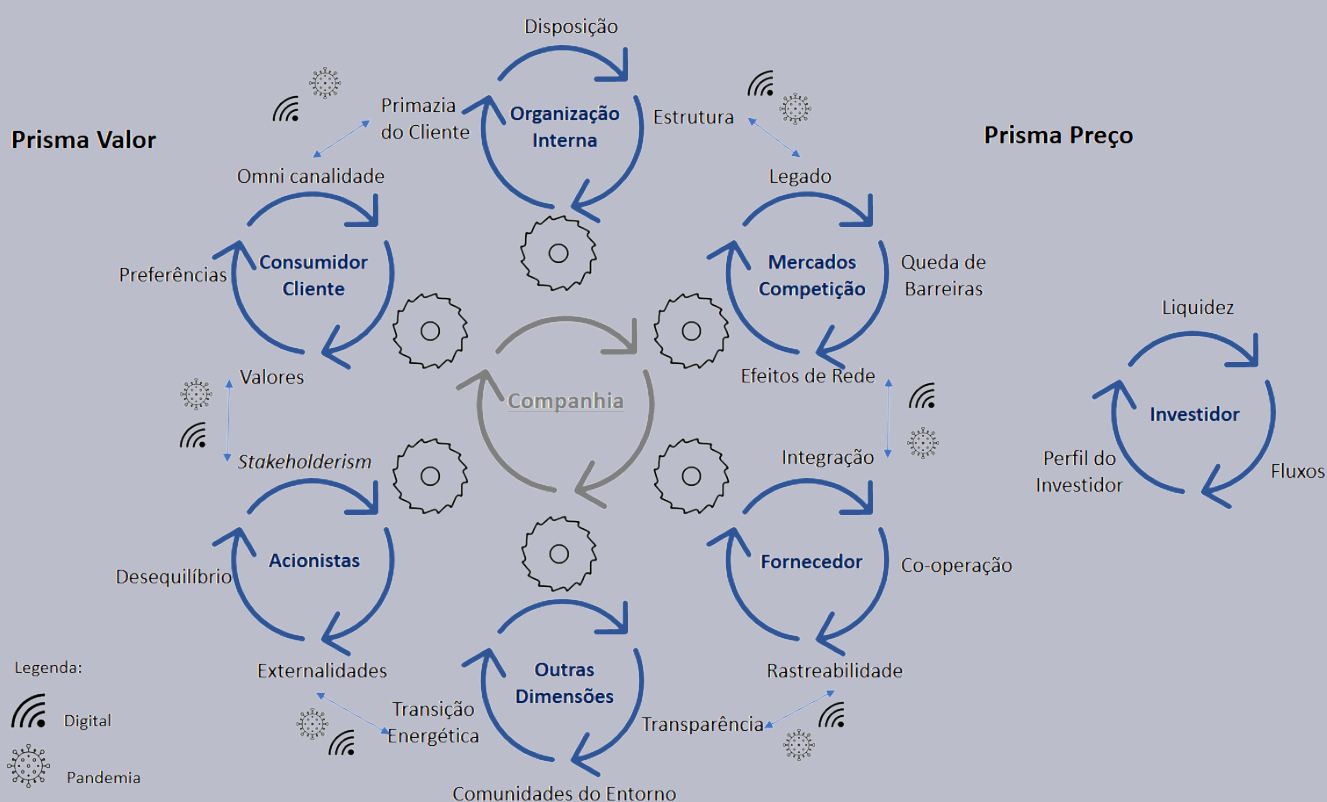 Prisma Valor
Prisma Preço
Disposição
Primazia
do Cliente
Organização
Interna
Estrutura
Omni canalidade
Preferências
Consumidor
Cliente
Valores
Legado
Mercados
Competição
Queda de
Barreiras
Efeitos de Rede
Companhia
Stakeholderism
Desequilíbrio
Acionistas
Externalidades
Integração
Fornecedor
Co-operação
Rastreabilidade
Transição
Energética
Outras
Dimensões
Transparência
Comunidades do Entorno
Liquidez
Investidor
Perfil do
Investidor
Fluxos
Legenda:
Digital
Pandemia